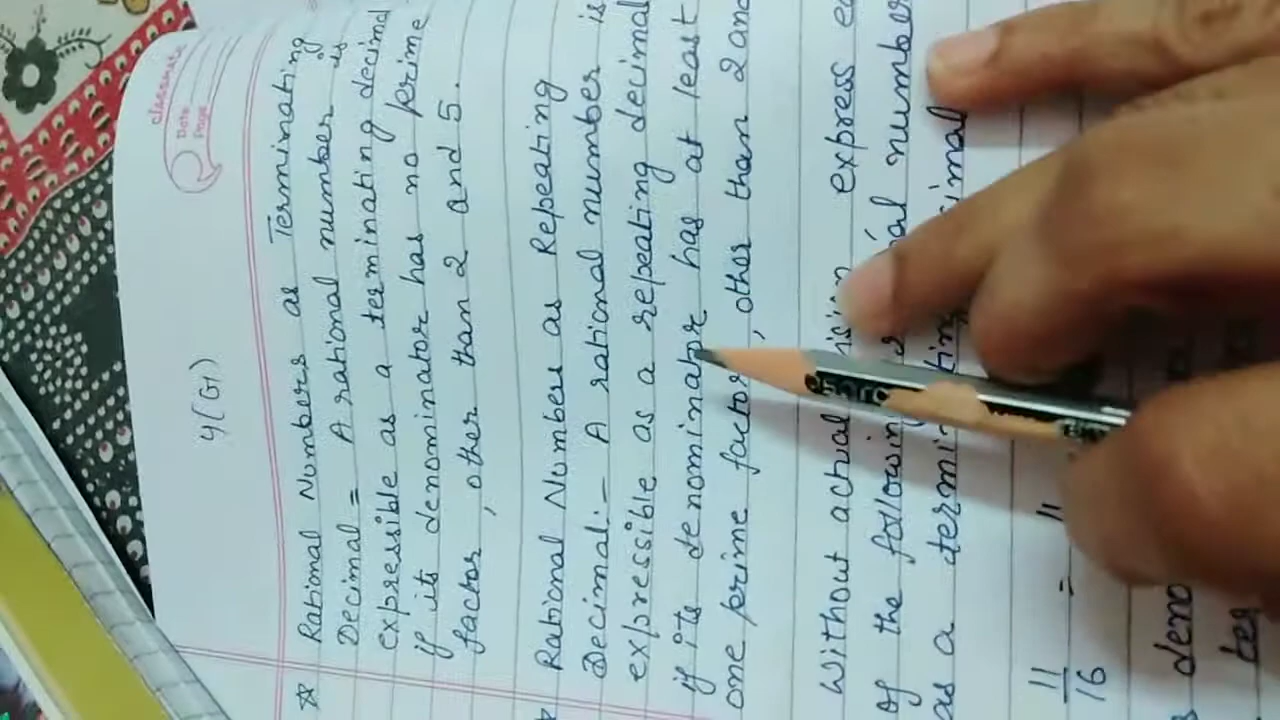 classmate
Date
Page
4(G)
☆ Rational Numbers as Terminating
Decimal = A rational number is
expressible as a terminating decimal
if its denominator has no prime
factor, other than 2 and 5.
Rational Numbers as Repeating
Decimal:- A rational number is
expressible as a repeating decimal
if its denominator has at least
one prime factor, other than 2 and
Without actual express
of the following number
as a
11/16 = 11